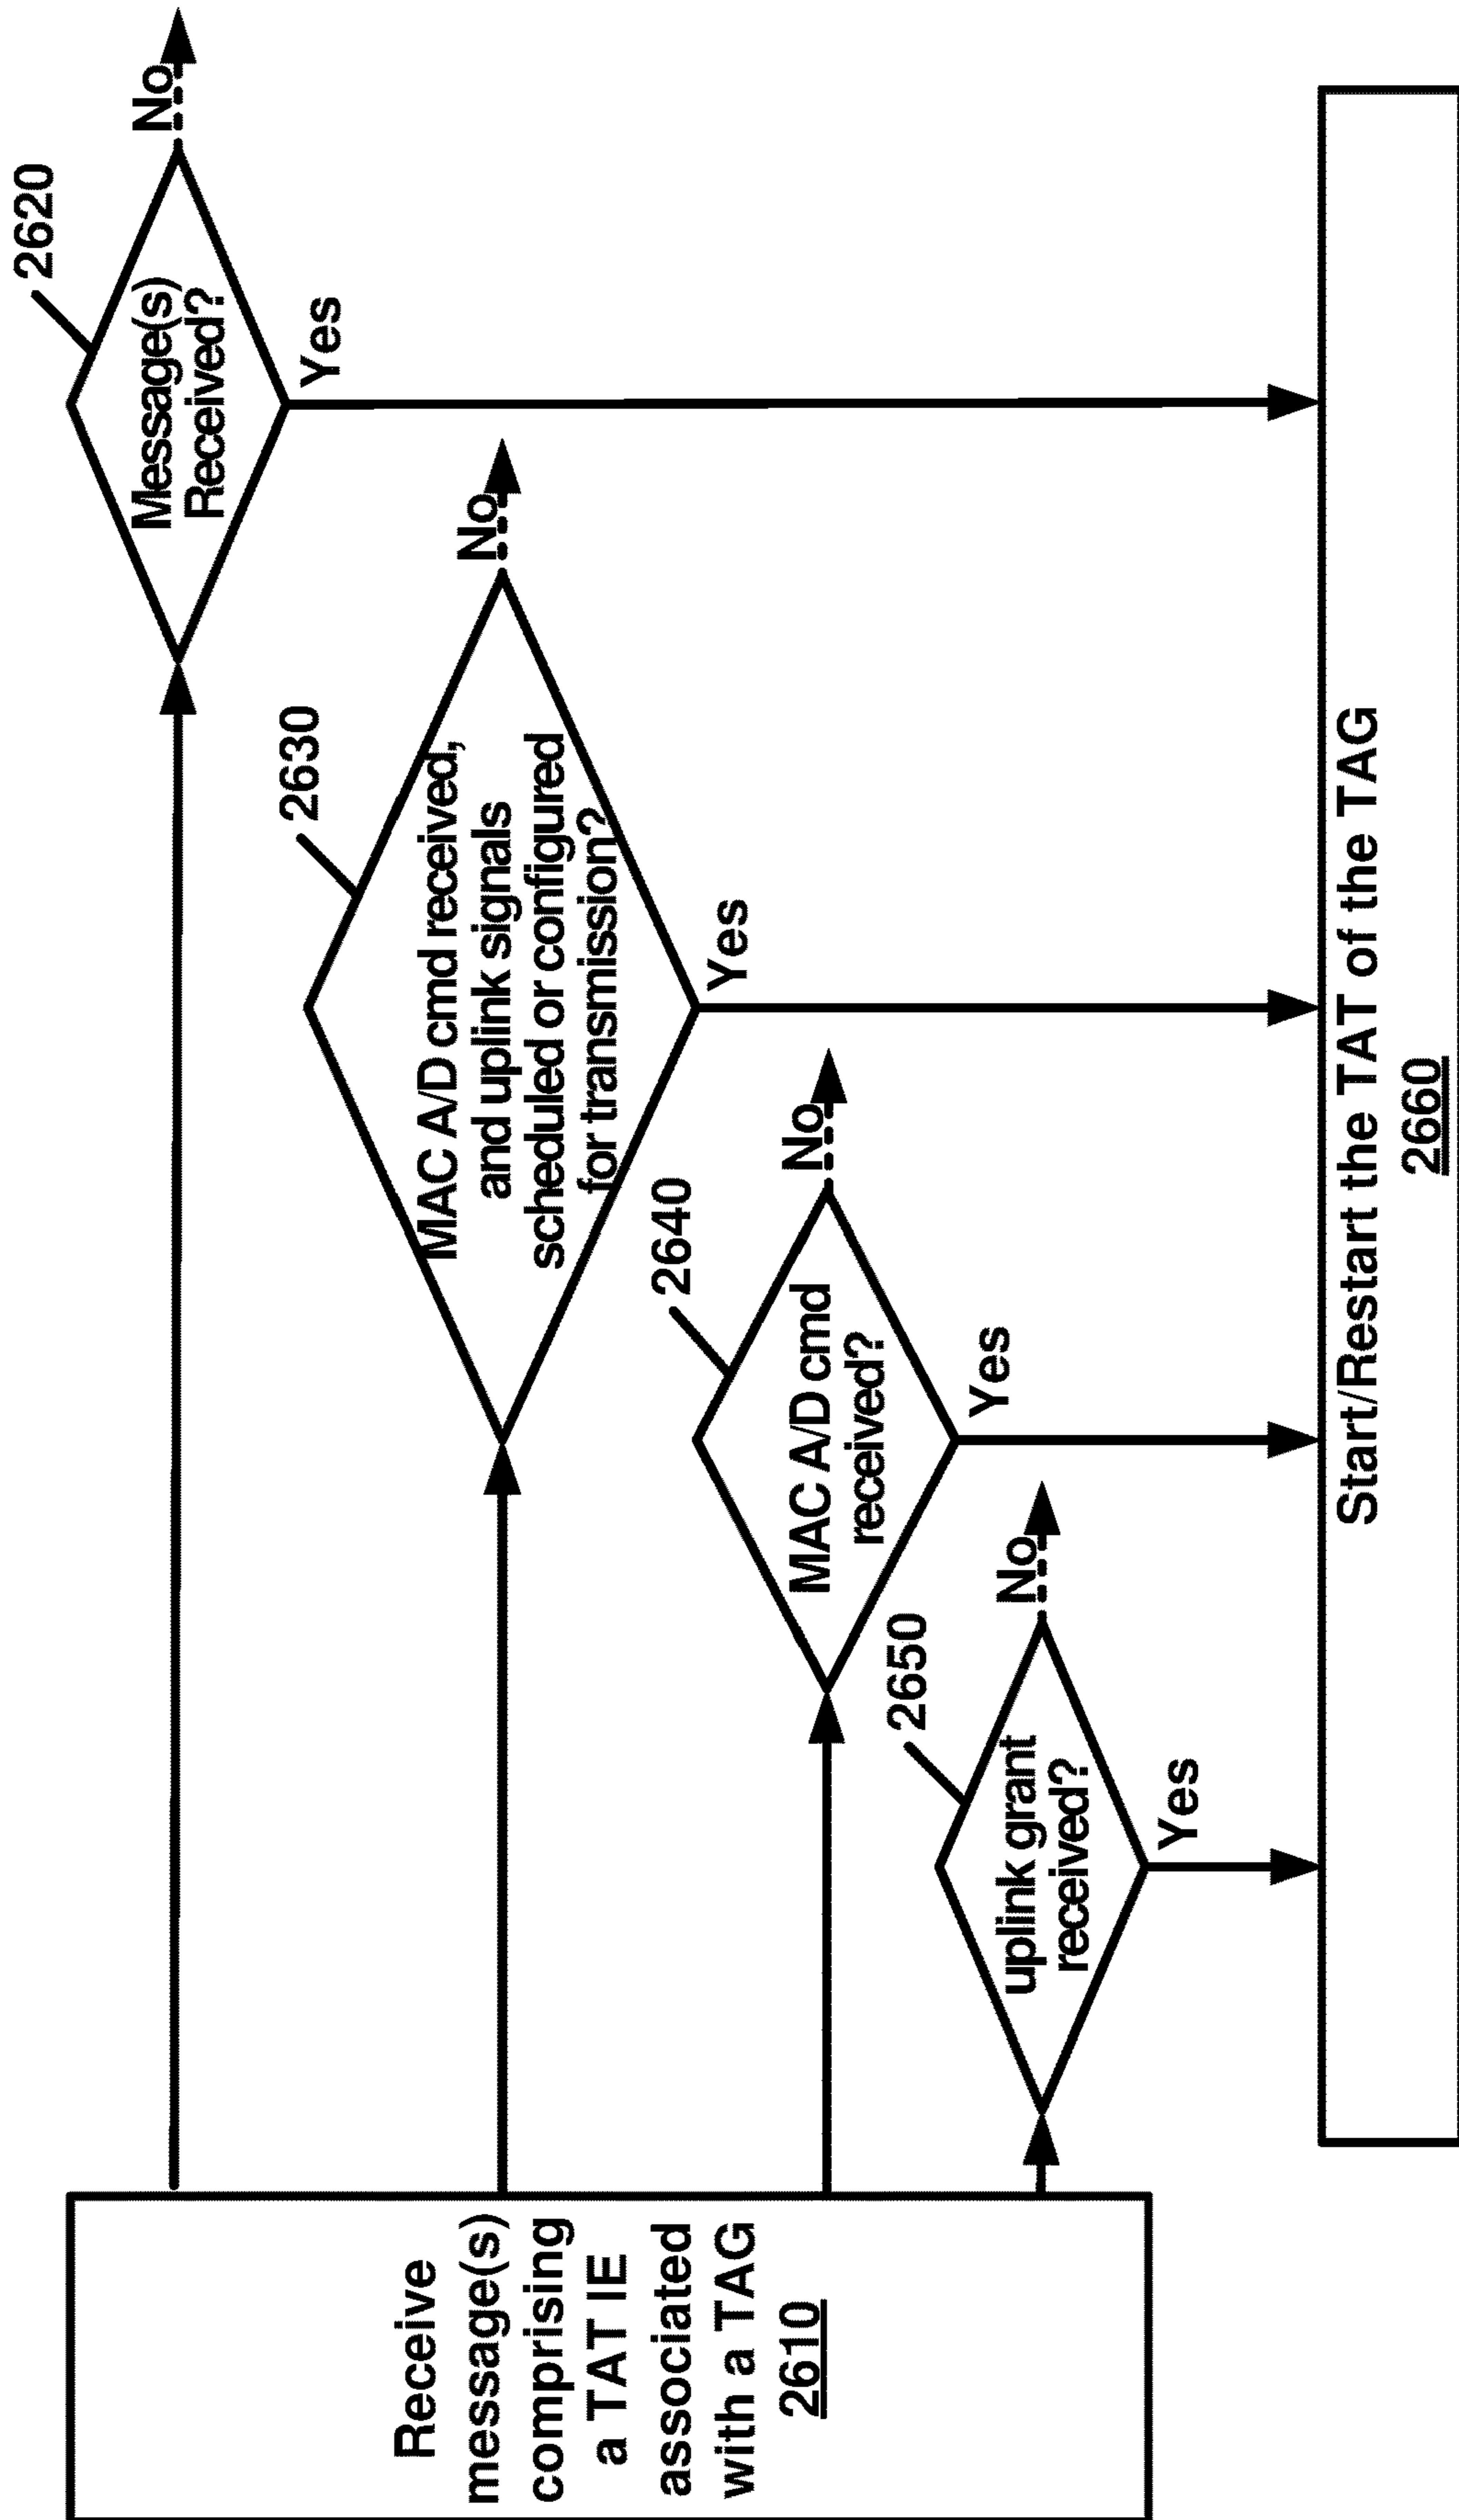 Receive
message(s)
comprising
a TAT IE
associated
with a TAG
2610
2620
Message(s)
Received?
No
Yes
2630
MAC A/D cmd received,
and uplink signals
scheduled or configured
for transmission?
No
Yes
2640
MAC A/D cmd
received?
No
Yes
2650
uplink grant
received?
No
Yes
Start/Restart the TAT of the TAG
2660